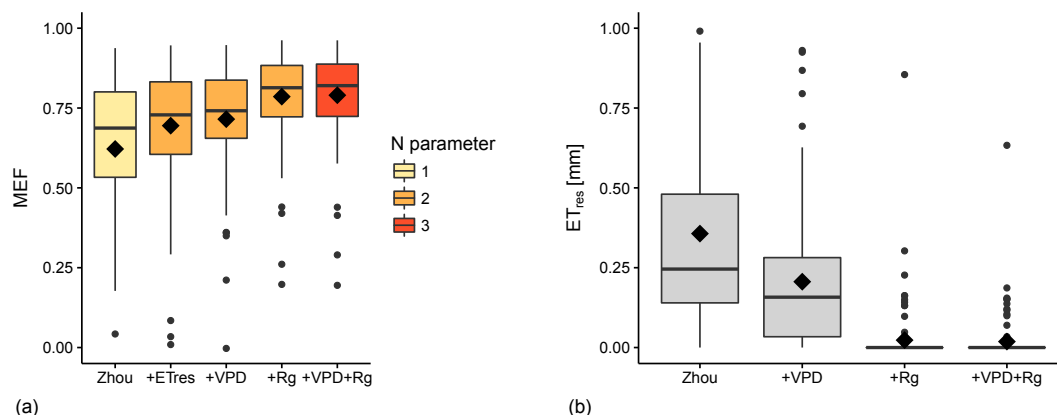 1.00
0.75
0.50
0.25
0.00
MEF
Zhou +ETres +VPD +Rg +VPD+Rg
N parameter
1
2
3
(a)
1.00
0.75
0.50
0.25
0.00
ETres [mm]
Zhou +VPD +Rg +VPD+Rg
(b)